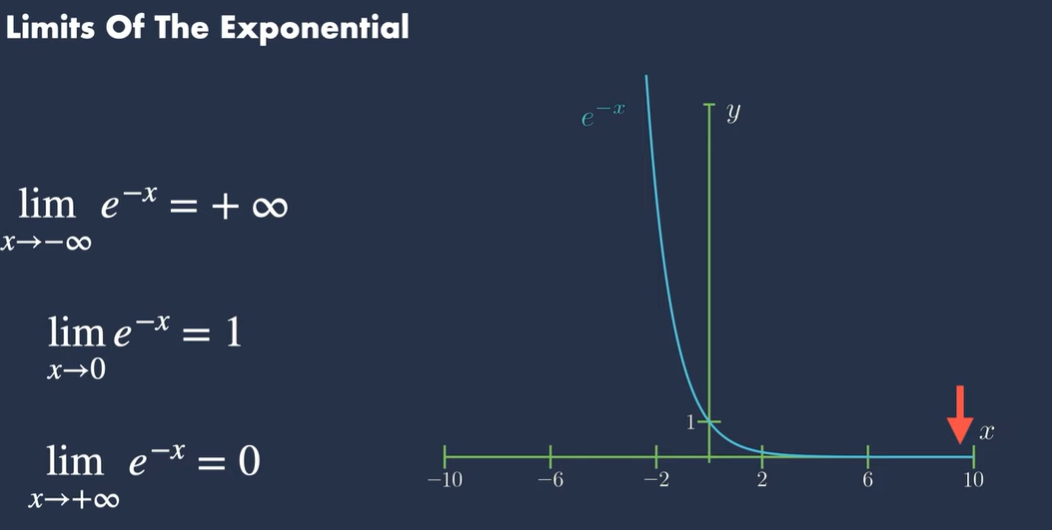 Limits Of The Exponential
lim e^{−x} = + ∞
x→−∞
lim e^{−x} = 1
x→0
lim e^{−x} = 0
x→+∞
e^{−x}
y
1
x
−10 −6 −2 2 6 10